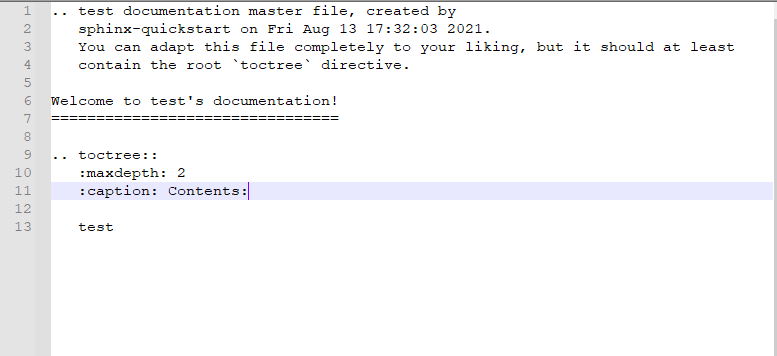 1 .. test documentation master file, created by
2    sphinx-quickstart on Fri Aug 13 17:32:03 2021.
3    You can adapt this file completely to your liking, but it should at least
4    contain the root `toctree` directive.
5
6 Welcome to test's documentation!
7 ================================
8
9 .. toctree::
10    :maxdepth: 2
11    :caption: Contents:
12
13    test